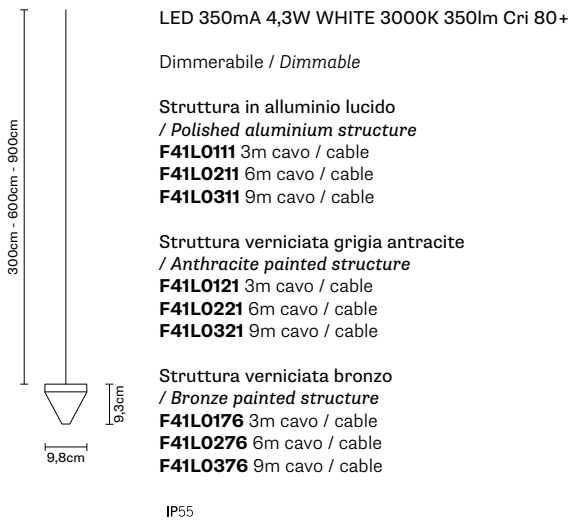 LED 350mA 4,3W WHITE 3000K 350lm Cri 80+
Dimmerabile / Dimmable
Struttura in alluminio lucido
/ Polished aluminium structure
F41L0111 3m cavo / cable
F41L0211 6m cavo / cable
F41L0311 9m cavo / cable
Struttura verniciata grigia antracite
/ Anthracite painted structure
F41L0121 3m cavo / cable
F41L0221 6m cavo / cable
F41L0321 9m cavo / cable
Struttura verniciata bronzo
/ Bronze painted structure
F41L0176 3m cavo / cable
F41L0276 6m cavo / cable
F41L0376 9m cavo / cable
IP55
300cm - 600cm - 900cm
9,3cm
9,8cm